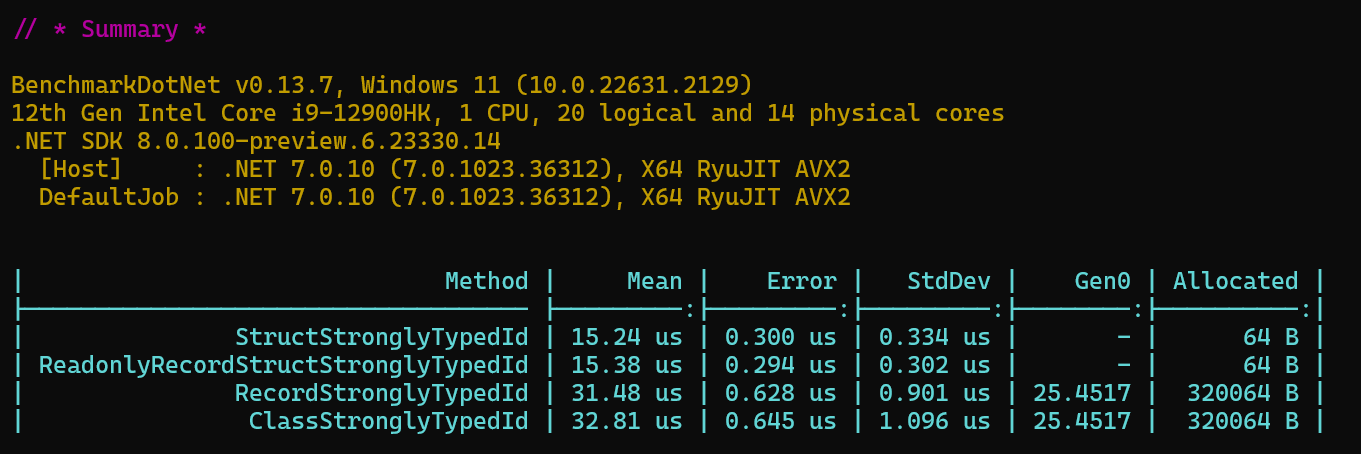 // * Summary *
BenchmarkDotNet v0.13.7, Windows 11 (10.0.22631.2129)
12th Gen Intel Core i9-12900HK, 1 CPU, 20 logical and 14 physical cores
.NET SDK 8.0.100-preview.6.23330.14
  [Host]     : .NET 7.0.10 (7.0.1023.36312), X64 RyuJIT AVX2
  DefaultJob : .NET 7.0.10 (7.0.1023.36312), X64 RyuJIT AVX2
|                              Method |     Mean |    Error |   StdDev |    Gen0 | Allocated |
|------------------------------------ |---------:|---------:|---------:|--------:|----------:|
|               StructStronglyTypedId | 15.24 us | 0.300 us | 0.334 us |       - |      64 B |
| ReadonlyRecordStructStronglyTypedId | 15.38 us | 0.294 us | 0.302 us |       - |      64 B |
|               RecordStronglyTypedId | 31.48 us | 0.628 us | 0.901 us | 25.4517 |  320064 B |
|                ClassStronglyTypedId | 32.81 us | 0.645 us | 1.096 us | 25.4517 |  320064 B |